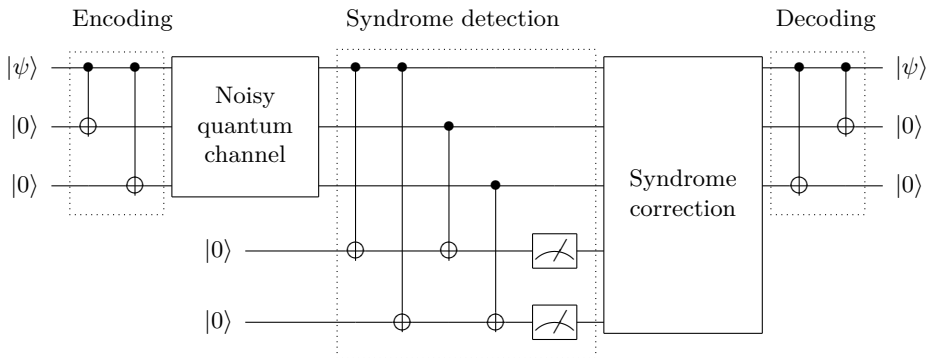 Encoding
Syndrome detection
Decoding
|ψ⟩
|ψ⟩
Noisy
quantum
channel
|0⟩
|0⟩
|0⟩
|0⟩
Syndrome
correction
|0⟩
|0⟩